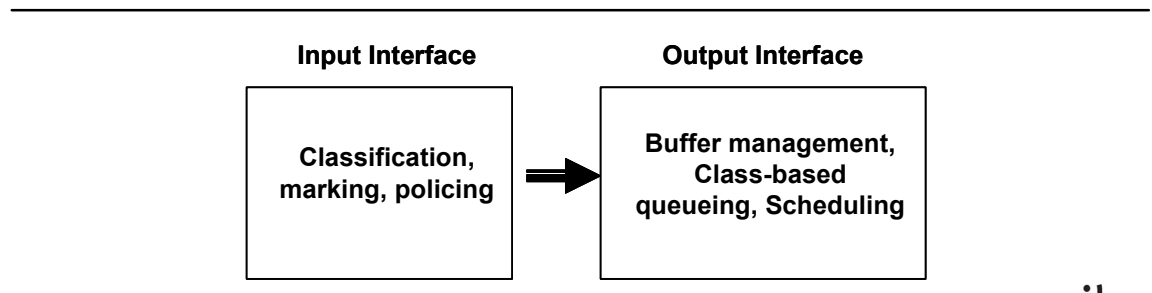 Input Interface
Output Interface
Classification,
marking, policing
Buffer management,
Class-based
queueing, Scheduling